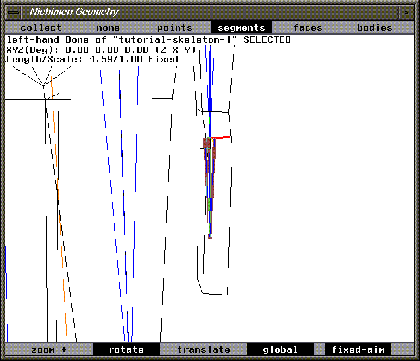 Nichimen Geometry
collect none points segments faces bodies
left-hand Bone of "tutorial-skeleton-1" SELECTED
XYZ(Deg): 0.00 0.00 0.00 (Z X Y)
Length/Scale: 4.59/1.00 Fixed
zoom + rotate translate global fixed-aim